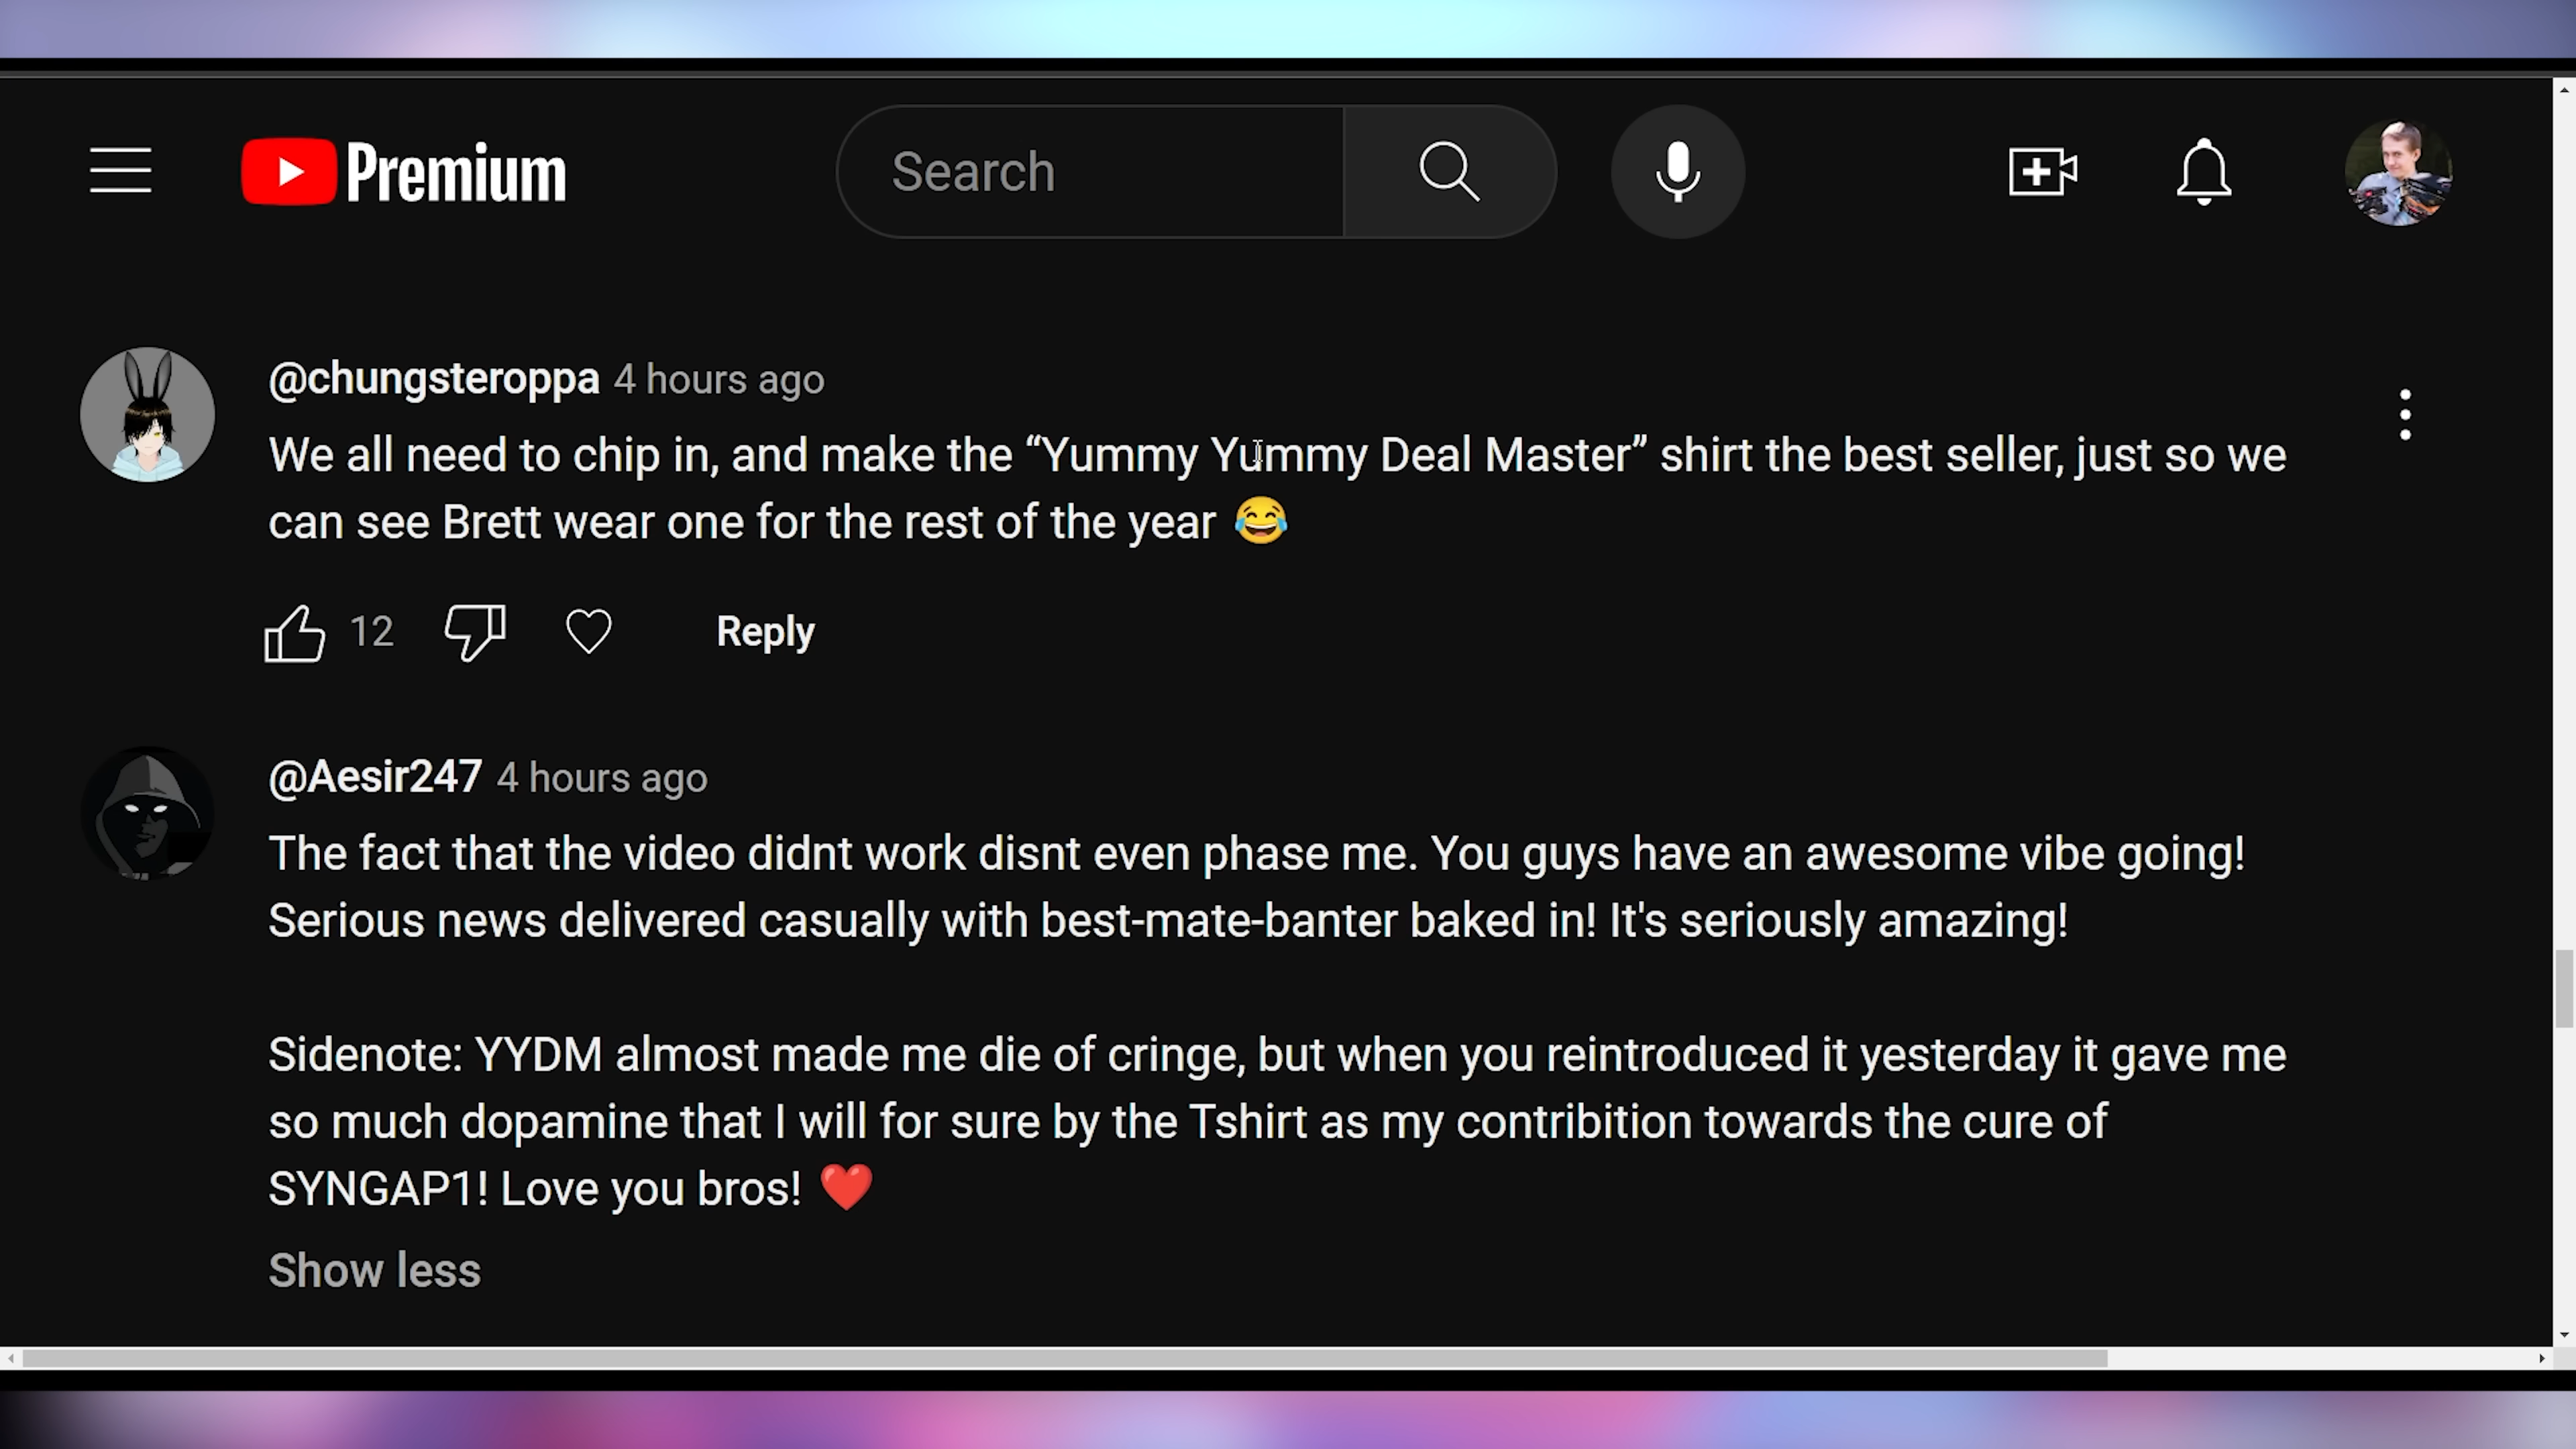 Premium
Search
@chungsteroppa 4 hours ago
We all need to chip in, and make the “Yummy Yummy Deal Master” shirt the best seller, just so we
can see Brett wear one for the rest of the year 😂
12 Reply
@Aesir247 4 hours ago
The fact that the video didnt work disnt even phase me. You guys have an awesome vibe going!
Serious news delivered casually with best-mate-banter baked in! It's seriously amazing!
Sidenote: YYDM almost made me die of cringe, but when you reintroduced it yesterday it gave me
so much dopamine that I will for sure by the Tshirt as my contribition towards the cure of
SYNGAP1! Love you bros! ❤️
Show less